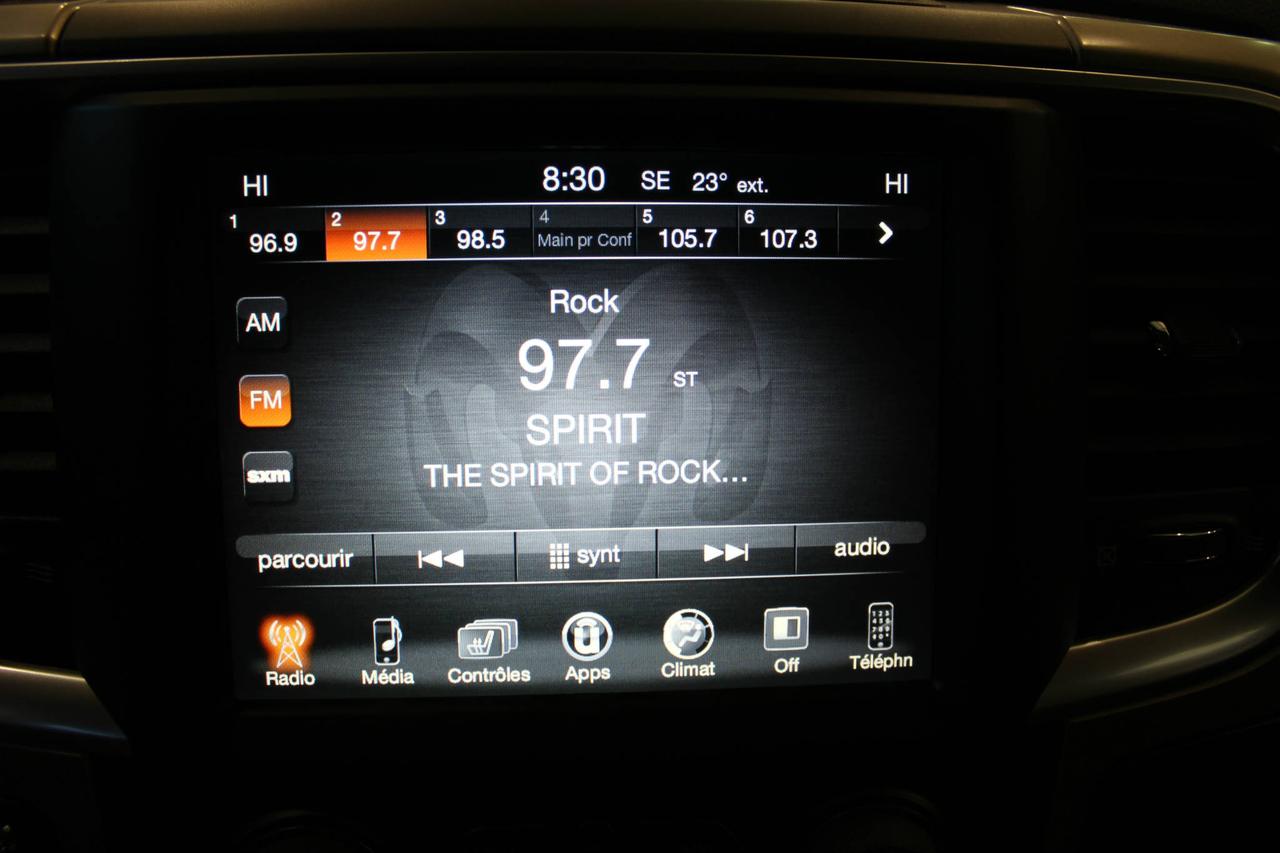 HI 8:30 SE 23° ext. HI
1 96.9 2 97.7 3 98.5 4 Main pr Conf 5 105.7 6 107.3
Rock
AM
97.7 ST
FM
SPIRIT
sxm
THE SPIRIT OF ROCK...
parcourir synt audio
Radio Média Contrôles Apps Climat Off Téléphn